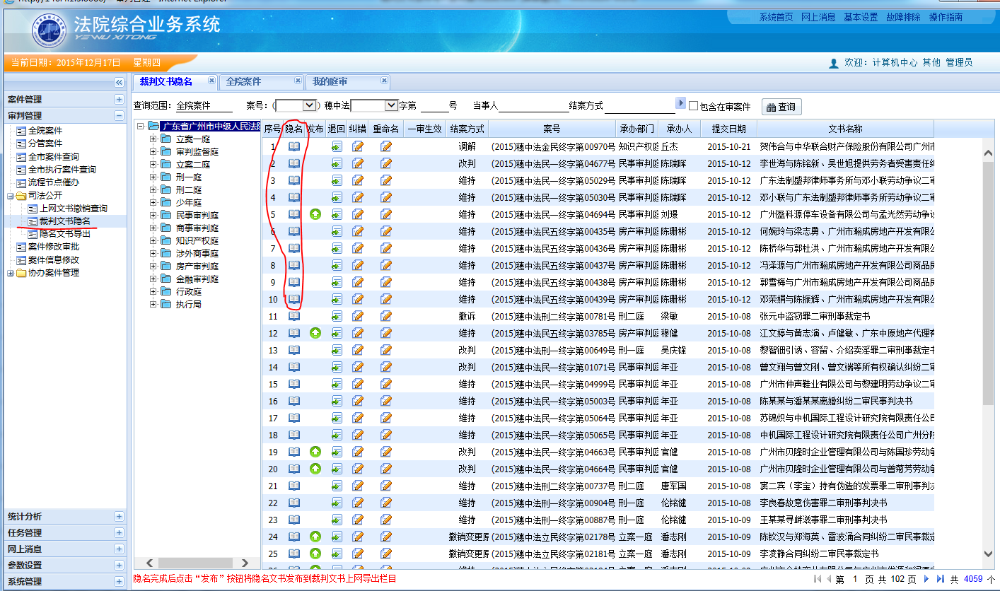 法院综合业务系统
YEWU XITONG
系统首页 网上消息 基本设置 故障排除 操作指南
当前日期：2015年12月17日 星期四
欢迎：计算机中心 其他 管理员
案件管理
审判管理
全院案件
分管案件
全市案件查询
全市执行案件查询
流程节点催办
司法公开
上网文书撤销查询
裁判文书隐名
隐名文书导出
案件修改审批
案件信息修改
协办案件管理
统计分析
任务管理
网上消息
参数设置
系统管理
裁判文书隐名 全院案件 我的庭审
查询范围：全院案件 案号：( ) 穗中法 字第 号 当事人 结案方式 包含在审案件 查询
广东省广州市中级人民法院
立案一庭
审判监督庭
立案二庭
刑一庭
刑二庭
少年庭
民事审判庭
商事审判庭
知识产权庭
涉外商事庭
房产审判庭
金融审判庭
行政庭
执行局
序号 隐名 发布 退回 纠错 重命名 一审生效 结案方式 案号 承办部门 承办人 提交日期 文书名称
1 调解 (2015)穗中法金民终字第00970号 知识产权庭 丘杰 2015-10-21 贺伟合与中华联合财产保险股份有限公司广州市
2 改判 (2015)穗中法民一终字第04677号 民事审判庭 陈瑞晖 2015-10-12 李世海与陈铭新、吴世旭提供劳务者受害责任纠
3 维持 (2015)穗中法民一终字第05029号 民事审判庭 陈瑞晖 2015-10-12 广东法制盛邦律师事务所与邓小联劳动争议二审
4 维持 (2015)穗中法民一终字第05030号 民事审判庭 陈瑞晖 2015-10-12 邓小联与广东法制盛邦律师事务所劳动争议二审
5 维持 (2015)穗中法民一终字第04694号 民事审判庭 刘璟 2015-10-12 广州盈科源停车设备有限公司与孟光然劳动争议
6 维持 (2015)穗中法民五终字第00435号 房产审判庭 陈珊彬 2015-10-12 何婉玲与梁志勇、广州市瀚成房地产开发有限公
7 维持 (2015)穗中法民五终字第00436号 房产审判庭 陈珊彬 2015-10-12 陈桥华与郭杜洪、广州市瀚成房地产开发有限公
8 维持 (2015)穗中法民五终字第00437号 房产审判庭 陈珊彬 2015-10-12 冯泽源与广州市瀚成房地产开发有限公司商品房
9 维持 (2015)穗中法民五终字第00438号 房产审判庭 陈珊彬 2015-10-12 郭雪梅与广州市瀚成房地产开发有限公司商品房
10 维持 (2015)穗中法民五终字第00439号 房产审判庭 陈珊彬 2015-10-12 邓荣娟与陈振辉、广州市瀚成房地产开发有限公
11 撤诉 (2015)穗中法刑二终字第00781号 刑二庭 梁敏 2015-10-08 张元中盗窃罪二审刑事裁定书
12 维持 (2015)穗中法民五终字第03785号 房产审判庭 穆健 2015-10-08 江文婷与黄志演、卢健敏、广东中原地产代理有
13 改判 (2015)穗中法刑一终字第00649号 刑一庭 吴庆锋 2015-10-08 黎智钿引诱、容留、介绍卖淫罪二审刑事裁定书
14 改判 (2015)穗中法民一终字第01071号 民事审判庭 年亚 2015-10-08 曾文翔与曾文刚、曾文端等所有权确认纠纷二审
15 维持 (2015)穗中法民一终字第04999号 民事审判庭 年亚 2015-10-08 广州市仲声鞋业有限公司与黎建明劳动争议二审
16 维持 (2015)穗中法民一终字第05003号 民事审判庭 年亚 2015-10-08 陈某某与潘某某离婚纠纷二审民事判决书
17 维持 (2015)穗中法民一终字第05064号 民事审判庭 年亚 2015-10-08 苏锦炽与中机国际工程设计研究院有限责任公司
18 维持 (2015)穗中法民一终字第05065号 民事审判庭 年亚 2015-10-08 中机国际工程设计研究院有限责任公司广州分院
19 改判 (2015)穗中法民一终字第04663号 民事审判庭 官健 2015-10-08 广州市贝隆时企业管理有限公司与陈国珍劳动争
20 改判 (2015)穗中法民一终字第04664号 民事审判庭 官健 2015-10-08 广州市贝隆时企业管理有限公司与曾菊芳劳动争
21 维持 (2015)穗中法刑二终字第00737号 刑二庭 唐军国 2015-10-08 窦二宾（李宝）持有伪造的发票罪二审刑事判决
22 维持 (2015)穗中法刑一终字第00904号 刑一庭 伦铭健 2015-10-08 李良春故意伤害罪二审刑事判决书
23 维持 (2015)穗中法刑一终字第00887号 刑一庭 伦铭健 2015-10-09 王某某寻衅滋事罪二审刑事判决书
24 撤销变更原 (2015)穗中法立民终字第02178号 立案一庭 潘志刚 2015-10-09 陈钦汉与郑海英、雷波涌合同纠纷二审民事裁定
25 撤销变更原 (2015)穗中法立民终字第02181号 立案一庭 潘志刚 2015-10-09 李凌静合同纠纷二审民事裁定书
隐名完成后点击“发布”按钮将隐名文书发布到裁判文书上网导出栏目
第 1 页 共 102 页 共 4059 个